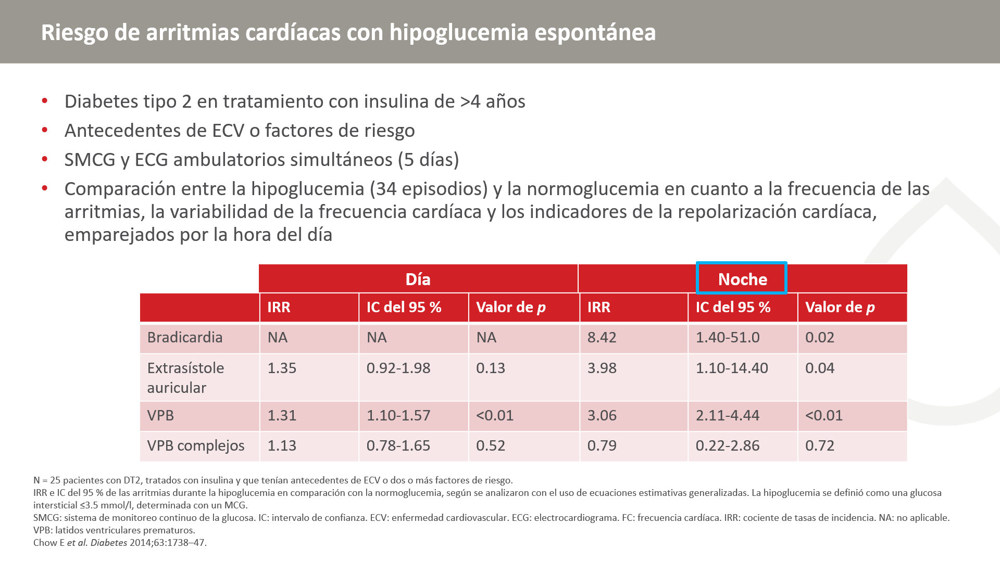 Riesgo de arritmias cardíacas con hipoglucemia espontánea
• Diabetes tipo 2 en tratamiento con insulina de >4 años
• Antecedentes de ECV o factores de riesgo
• SMCG y ECG ambulatorios simultáneos (5 días)
• Comparación entre la hipoglucemia (34 episodios) y la normoglucemia en cuanto a la frecuencia de las
arritmias, la variabilidad de la frecuencia cardíaca y los indicadores de la repolarización cardíaca,
emparejados por la hora del día
Día Noche
IRR IC del 95 % Valor de p IRR IC del 95 % Valor de p
Bradicardia NA NA NA 8.42 1.40-51.0 0.02
Extrasístole 1.35 0.92-1.98 0.13 3.98 1.10-14.40 0.04
auricular
VPB 1.31 1.10-1.57 <0.01 3.06 2.11-4.44 <0.01
VPB complejos 1.13 0.78-1.65 0.52 0.79 0.22-2.86 0.72
N = 25 pacientes con DT2, tratados con insulina y que tenían antecedentes de ECV o dos o más factores de riesgo.
IRR e IC del 95 % de las arritmias durante la hipoglucemia en comparación con la normoglucemia, según se analizaron con el uso de ecuaciones estimativas generalizadas. La hipoglucemia se definió como una glucosa
intersticial ≤3.5 mmol/l, determinada con un MCG.
SMCG: sistema de monitoreo continuo de la glucosa. IC: intervalo de confianza. ECV: enfermedad cardiovascular. ECG: electrocardiograma. FC: frecuencia cardíaca. IRR: cociente de tasas de incidencia. NA: no aplicable.
VPB: latidos ventriculares prematuros.
Chow E et al. Diabetes 2014;63:1738–47.